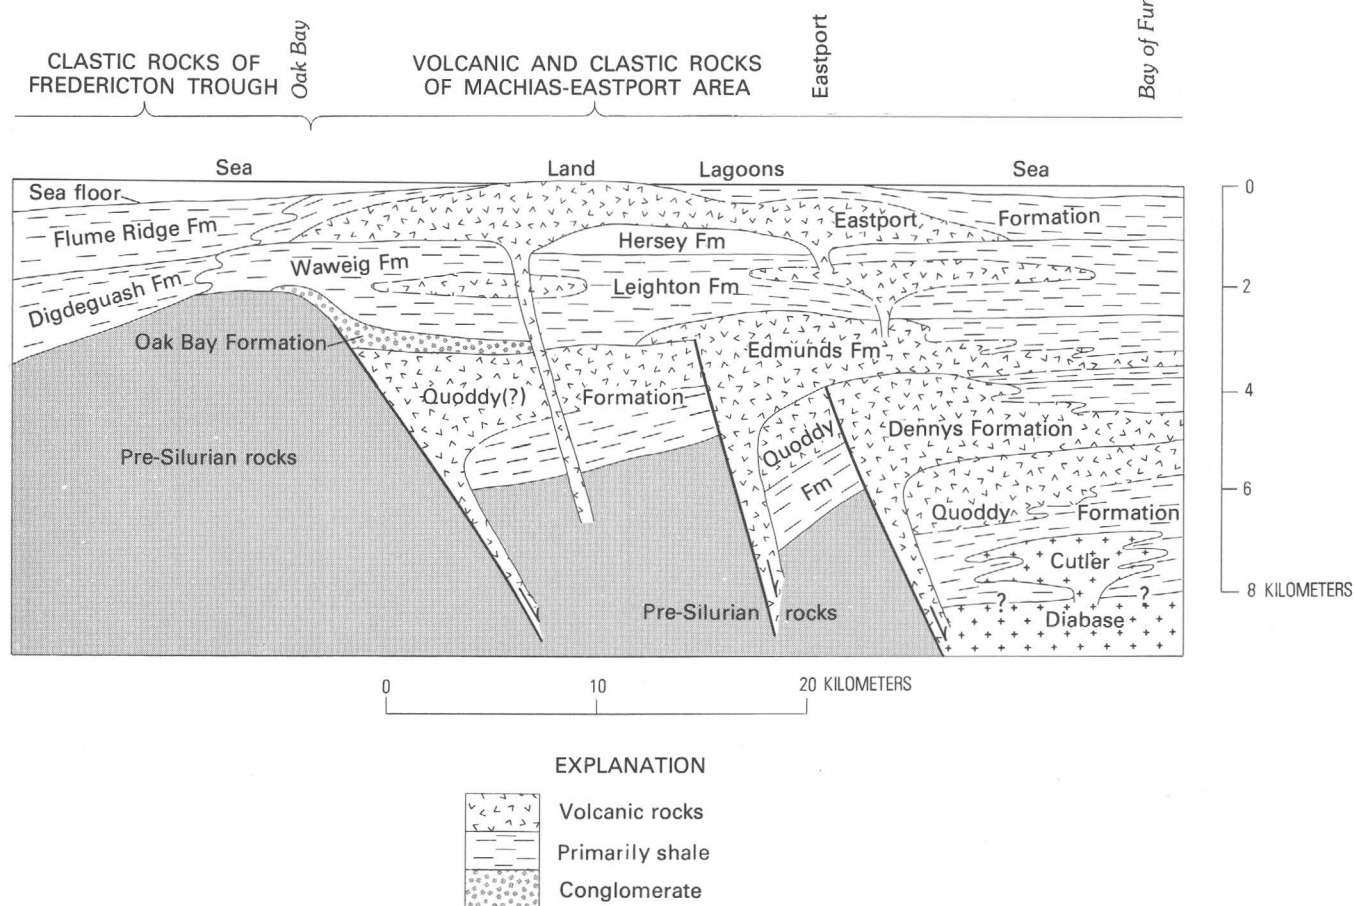 CLASTIC ROCKS OF
FREDERICTON TROUGH
Oak Bay
VOLCANIC AND CLASTIC ROCKS
OF MACHIAS-EASTPORT AREA
Eastport
Bay of
Sea
Land
Lagoons
Sea
Sea floor
Flume Ridge Fm
Digdeguash Fm
Waweig Fm
Oak Bay Formation
Hersey Fm
Leighton Fm
Eastport Formation
Edmunds Fm
Quoddy(?) Formation
Quoddy
Fm
Dennys Formation
Quoddy Formation
Pre-Silurian rocks
Pre-Silurian rocks
Cutler
? ?
Diabase
0
2
4
6
8 KILOMETERS
0 10 20 KILOMETERS
EXPLANATION
Volcanic rocks
Primarily shale
Conglomerate